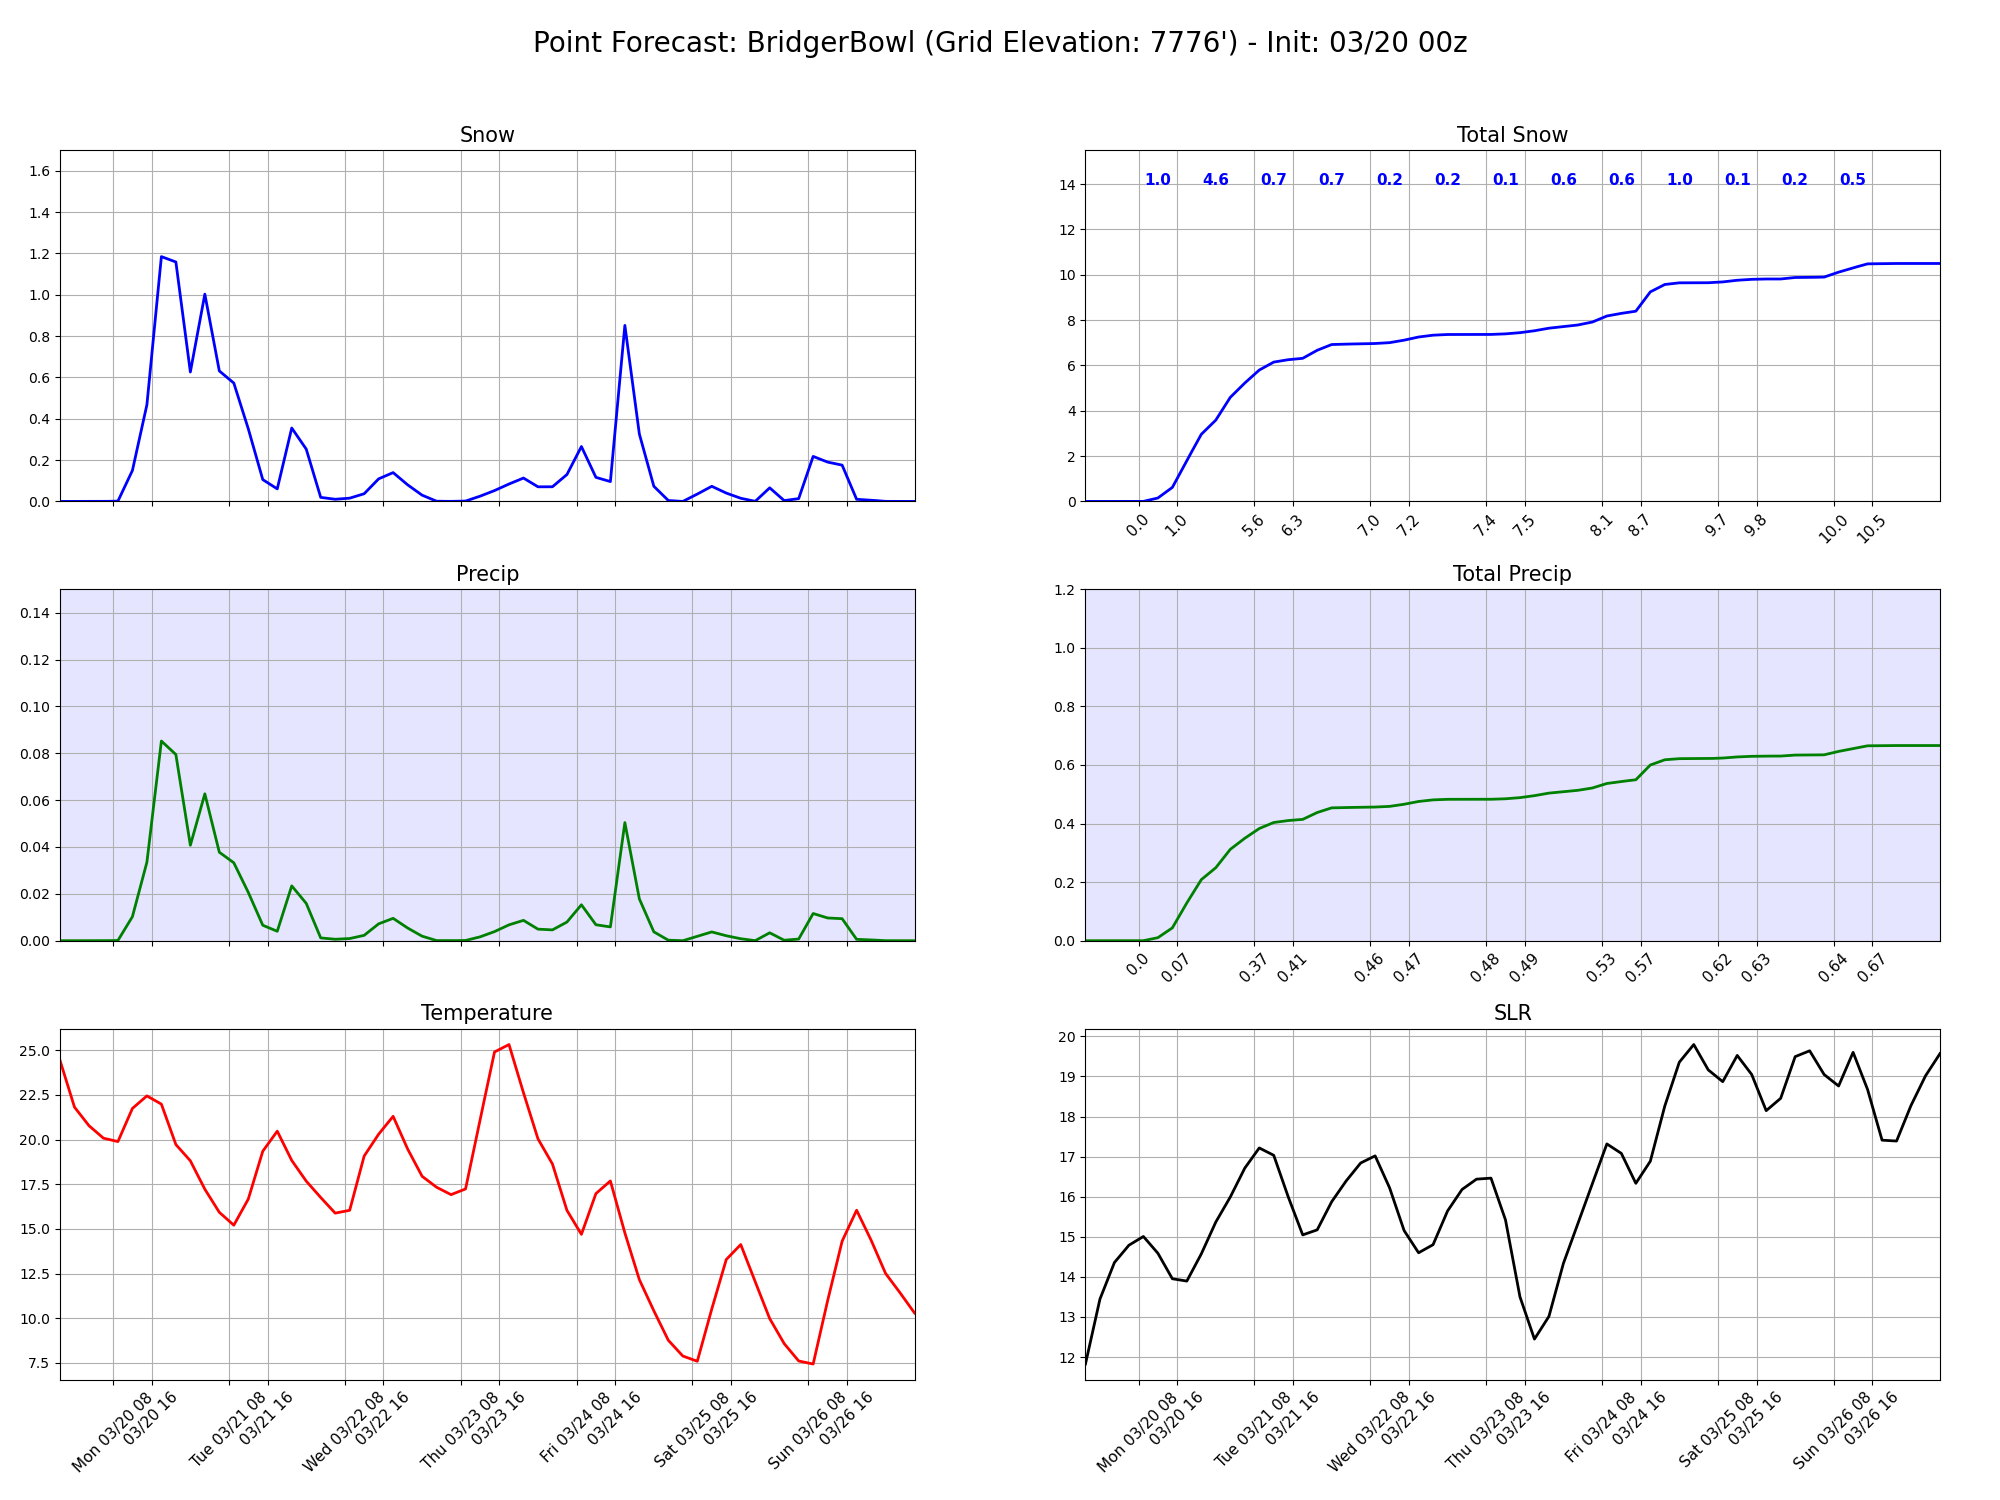 Point Forecast: BridgerBowl (Grid Elevation: 7776') - Init: 03/20 00z
Snow
1.6
1.4
1.2
1.0
0.8
0.6
0.4
0.2
0.0
Total Snow
1.0 4.6 0.7 0.7 0.2 0.2 0.1 0.6 0.6 1.0 0.1 0.2 0.5
14
12
10
8
6
4
2
0
0.0 1.0 5.6 6.3 7.0 7.2 7.4 7.5 8.1 8.7 9.7 9.8 10.0 10.5
Precip
0.14
0.12
0.10
0.08
0.06
0.04
0.02
0.00
Total Precip
1.2
1.0
0.8
0.6
0.4
0.2
0.0
0.0 0.07 0.37 0.41 0.46 0.47 0.48 0.49 0.53 0.57 0.62 0.63 0.64 0.67
Temperature
25.0
22.5
20.0
17.5
15.0
12.5
10.0
7.5
Mon 03/20 08
03/20 16
Tue 03/21 08
03/21 16
Wed 03/22 08
03/22 16
Thu 03/23 08
03/23 16
Fri 03/24 08
03/24 16
Sat 03/25 08
03/25 16
Sun 03/26 08
03/26 16
SLR
20
19
18
17
16
15
14
13
12
Mon 03/20 08
03/20 16
Tue 03/21 08
03/21 16
Wed 03/22 08
03/22 16
Thu 03/23 08
03/23 16
Fri 03/24 08
03/24 16
Sat 03/25 08
03/25 16
Sun 03/26 08
03/26 16